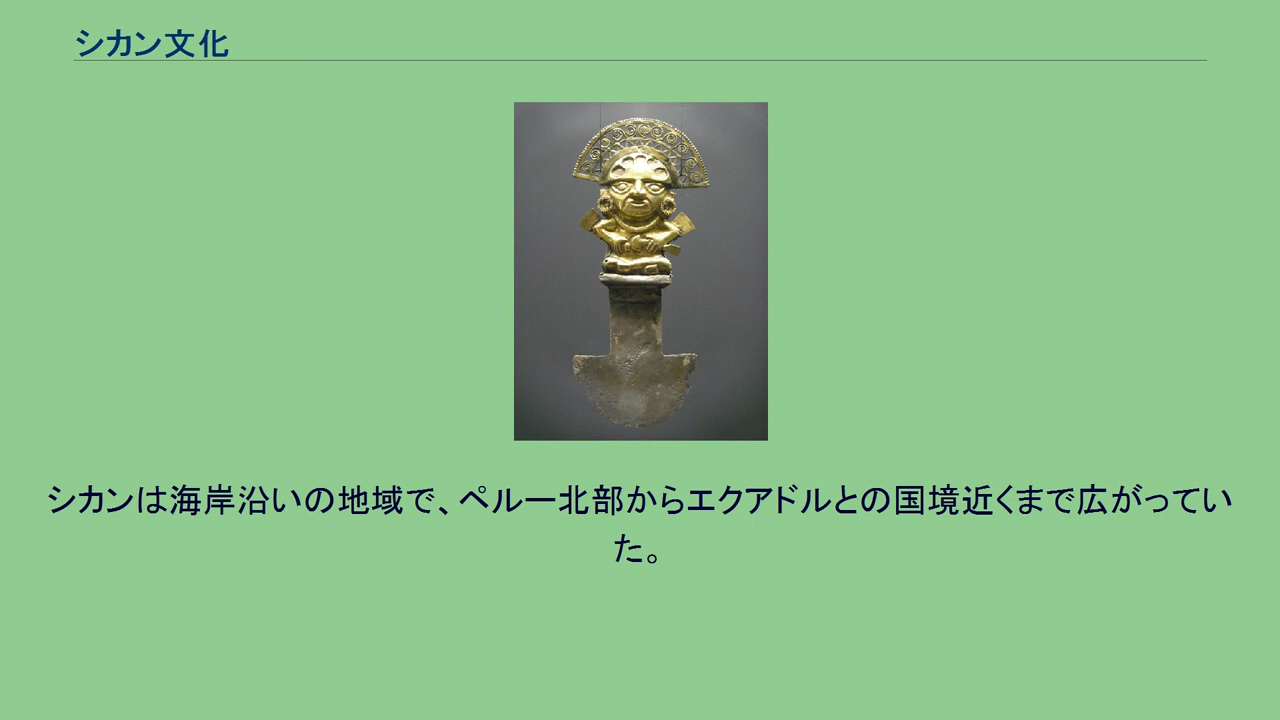 シカン文化
シカンは海岸沿いの地域で、ペルー北部からエクアドルとの国境近くまで広がってい
た。